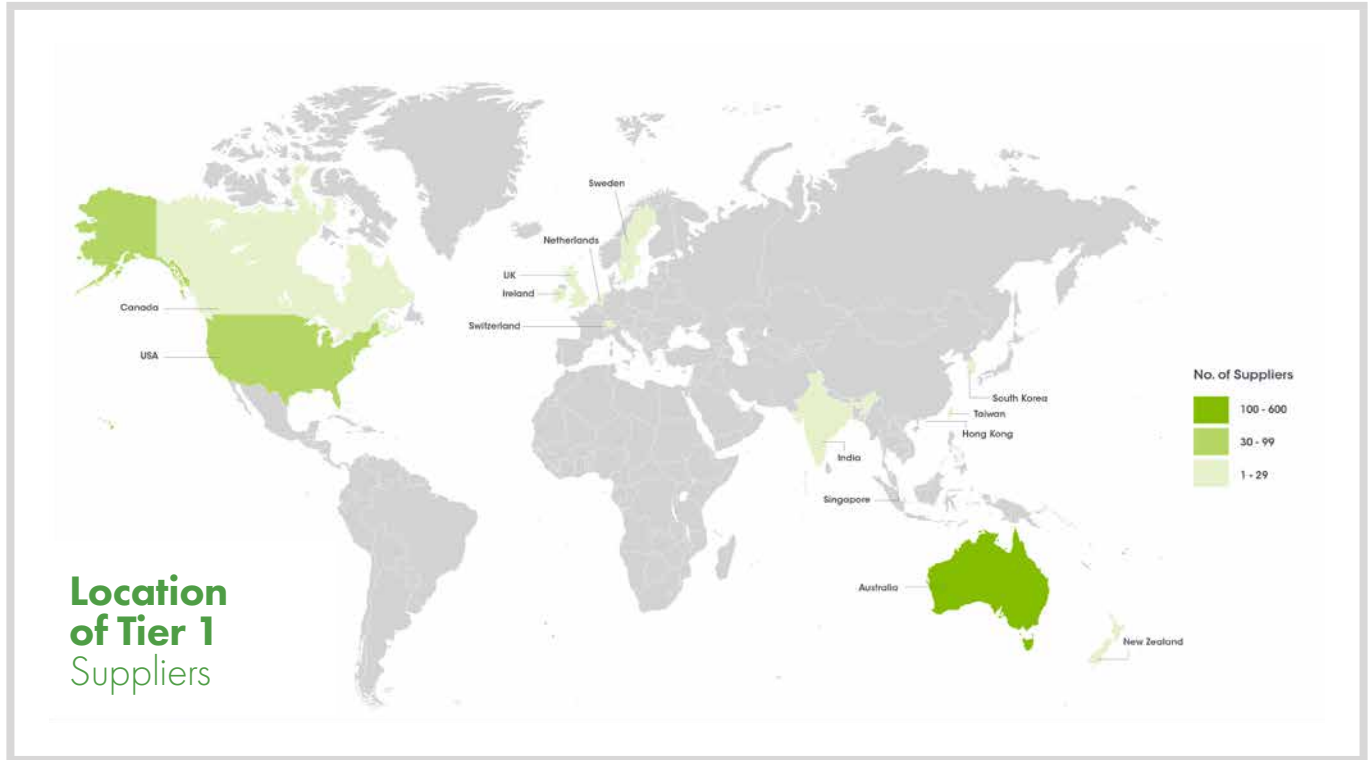 Sweden
Netherlands
UK
Ireland
Switzerland
Canada
USA
South Korea
Taiwan
Hong Kong
India
Singapore
Australia
New Zealand
No. of Suppliers
100 - 600
30 - 99
1 - 29
Location
of Tier 1
Suppliers